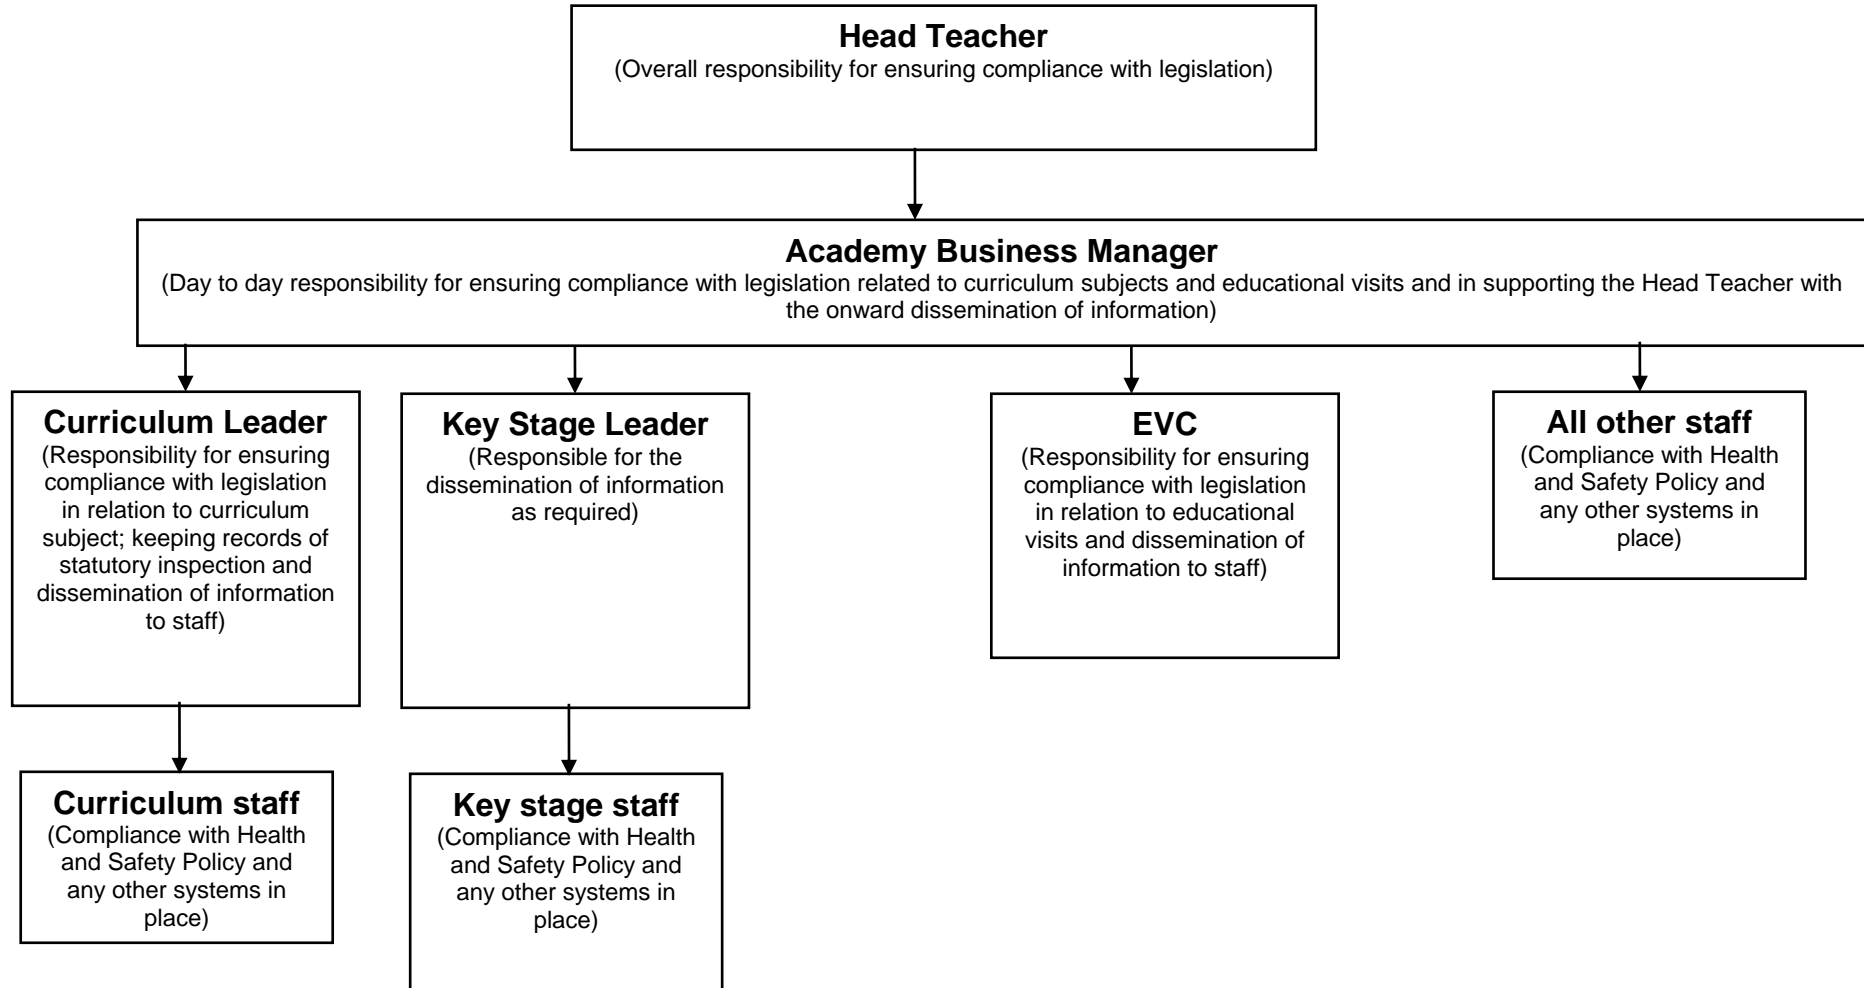 Head Teacher
(Overall responsibility for ensuring compliance with legislation)
Academy Business Manager
(Day to day responsibility for ensuring compliance with legislation related to curriculum subjects and educational visits and in supporting the Head Teacher with
the onward dissemination of information)
Curriculum Leader
(Responsibility for ensuring
compliance with legislation
in relation to curriculum
subject; keeping records of
statutory inspection and
dissemination of information
to staff)
Key Stage Leader
(Responsible for the
dissemination of information
as required)
EVC
(Responsibility for ensuring
compliance with legislation
in relation to educational
visits and dissemination of
information to staff)
All other staff
(Compliance with Health
and Safety Policy and
any other systems in
place)
Curriculum staff
(Compliance with Health
and Safety Policy and
any other systems in
place)
Key stage staff
(Compliance with Health
and Safety Policy and
any other systems in
place)